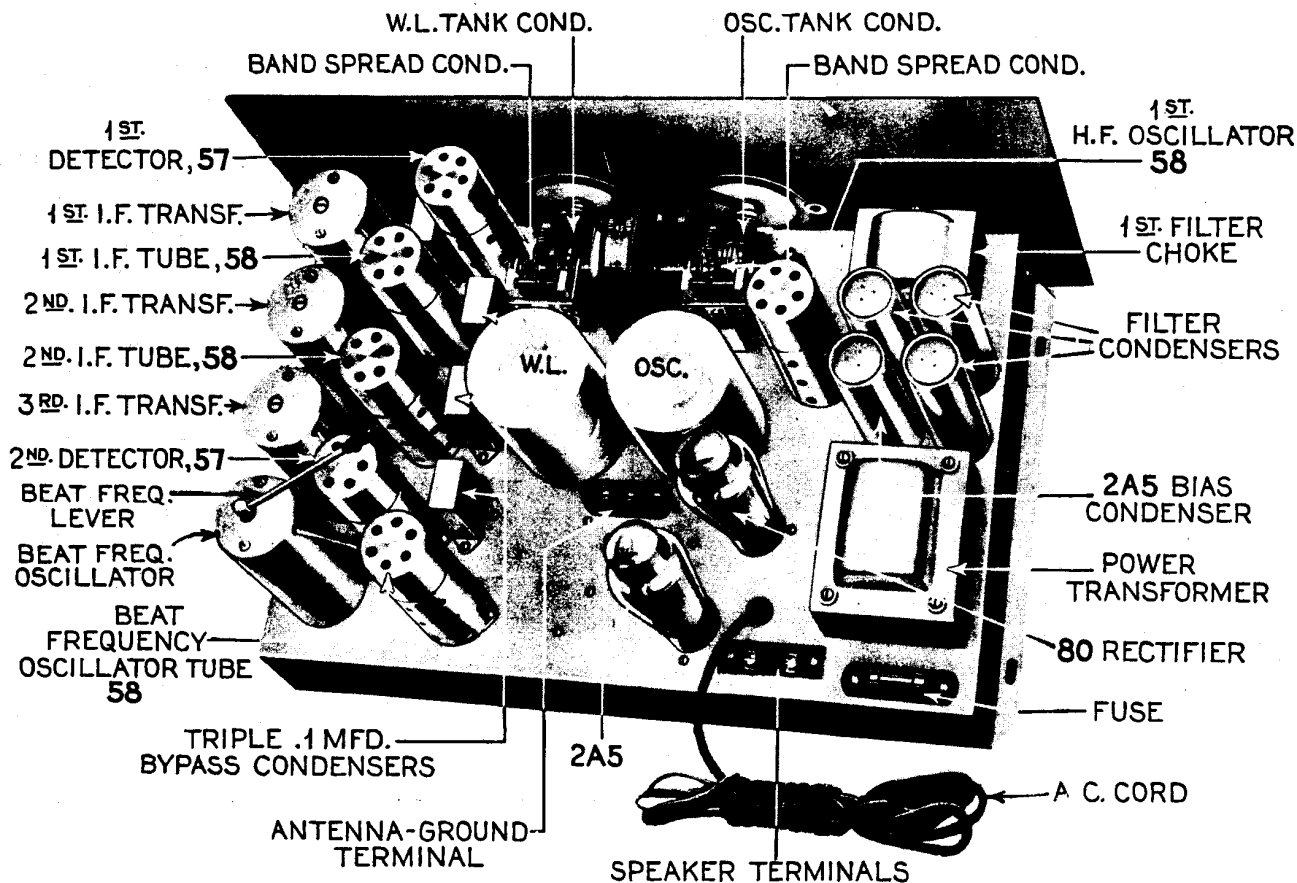 W.L. TANK COND.
OSC. TANK COND.
BAND SPREAD COND.
BAND SPREAD COND.
1ST.
DETECTOR, 57
1ST.
H.F. OSCILLATOR
58
1ST. I.F. TRANSF.
1ST. I.F. TUBE, 58
1ST. FILTER
CHOKE
2ND. I.F. TRANSF.
FILTER
CONDENSERS
2ND. I.F. TUBE, 58
W.L.
OSC.
3RD. I.F. TRANSF.
2ND. DETECTOR, 57
BEAT FREQ.
LEVER
2A5 BIAS
CONDENSER
BEAT FREQ.
OSCILLATOR
POWER
TRANSFORMER
BEAT
FREQUENCY
OSCILLATOR TUBE
58
80 RECTIFIER
FUSE
TRIPLE .1 MFD.
BYPASS CONDENSERS
2A5
A C. CORD
ANTENNA-GROUND
TERMINAL
SPEAKER TERMINALS